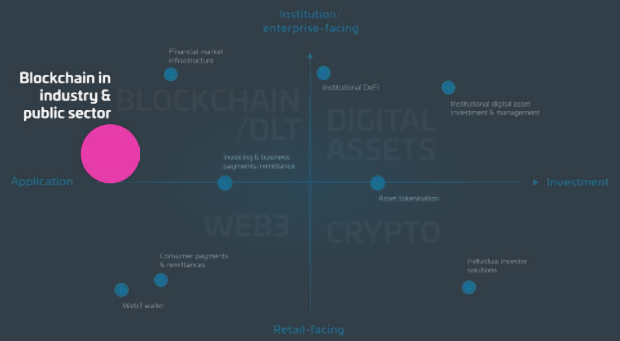 Institution/
enterprise-facing
Financial market
infrastructure
Blockchain in
industry &
public sector
Institutional DeFi
Institutional digital asset
investment & management
BLOCKCHAIN
/DLT
DIGITAL
ASSETS
Invoicing & business
payments/remittance
Application
Investment
Asset tokenisation
WEB3
CRYPTO
Consumer payments
& remittances
Individual investor
solutions
Web3 wallet
Retail-facing